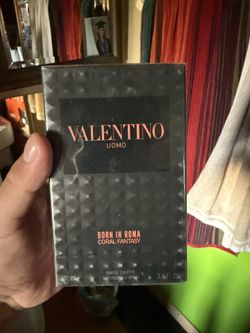 VALENTINO
UOMO
BORN IN ROMA
CORAL FANTASY
EAU DE TOILETTE